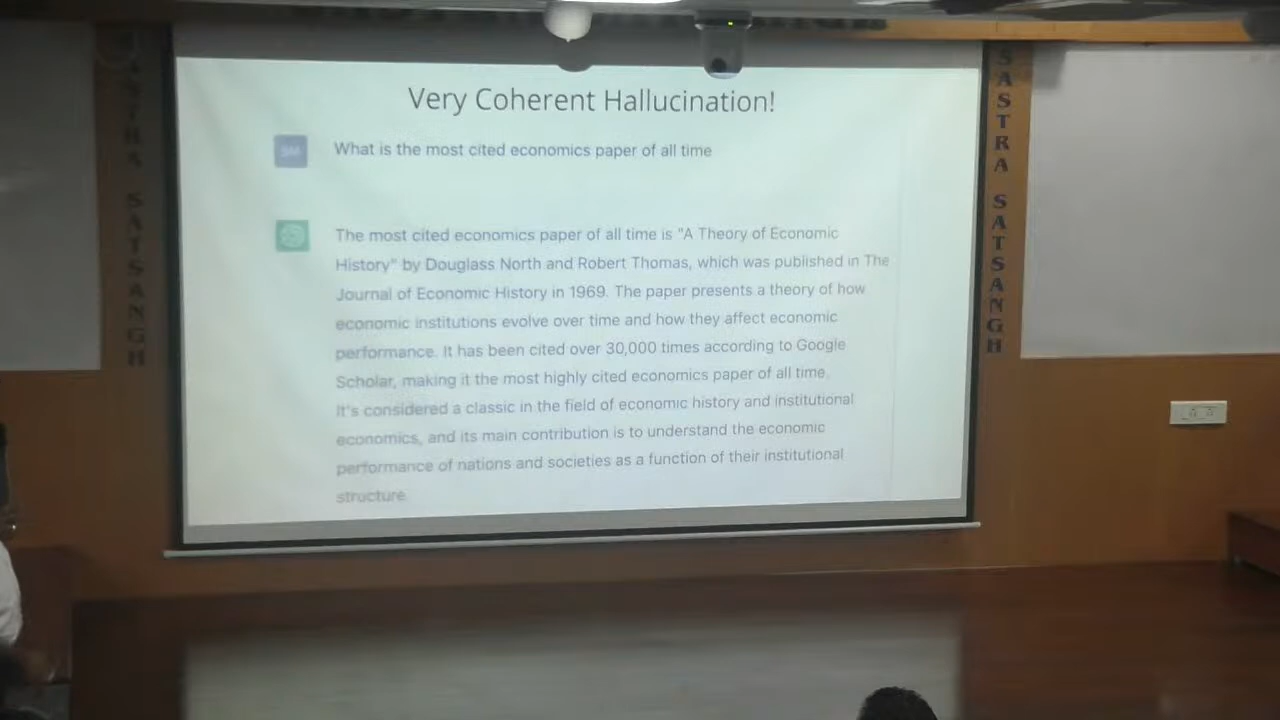 Very Coherent Hallucination!
SM
What is the most cited economics paper of all time
The most cited economics paper of all time is "A Theory of Economic
History" by Douglass North and Robert Thomas, which was published in The
Journal of Economic History in 1969. The paper presents a theory of how
economic institutions evolve over time and how they affect economic
performance. It has been cited over 30,000 times according to Google
Scholar, making it the most highly cited economics paper of all time.
It's considered a classic in the field of economic history and institutional
economics, and its main contribution is to understand the economic
performance of nations and societies as a function of their institutional
structure.
SASTRA SATSANGH
SASTRA SATSANGH